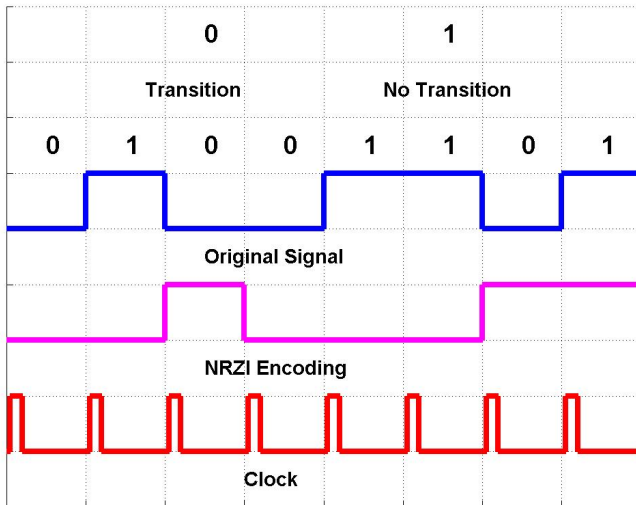 0 1
Transition No Transition
0 1 0 0 1 1 0 1
Original Signal
NRZI Encoding
Clock